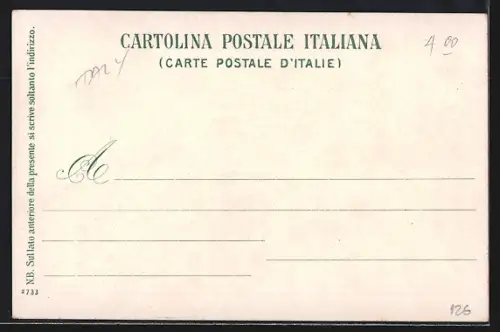 CARTOLINA POSTALE ITALIANA
(CARTE POSTALE D'ITALIE)
ITALY
4 00
A
N.B. Sul lato anteriore della presente si scrive soltanto l'indirizzo.
2733
126